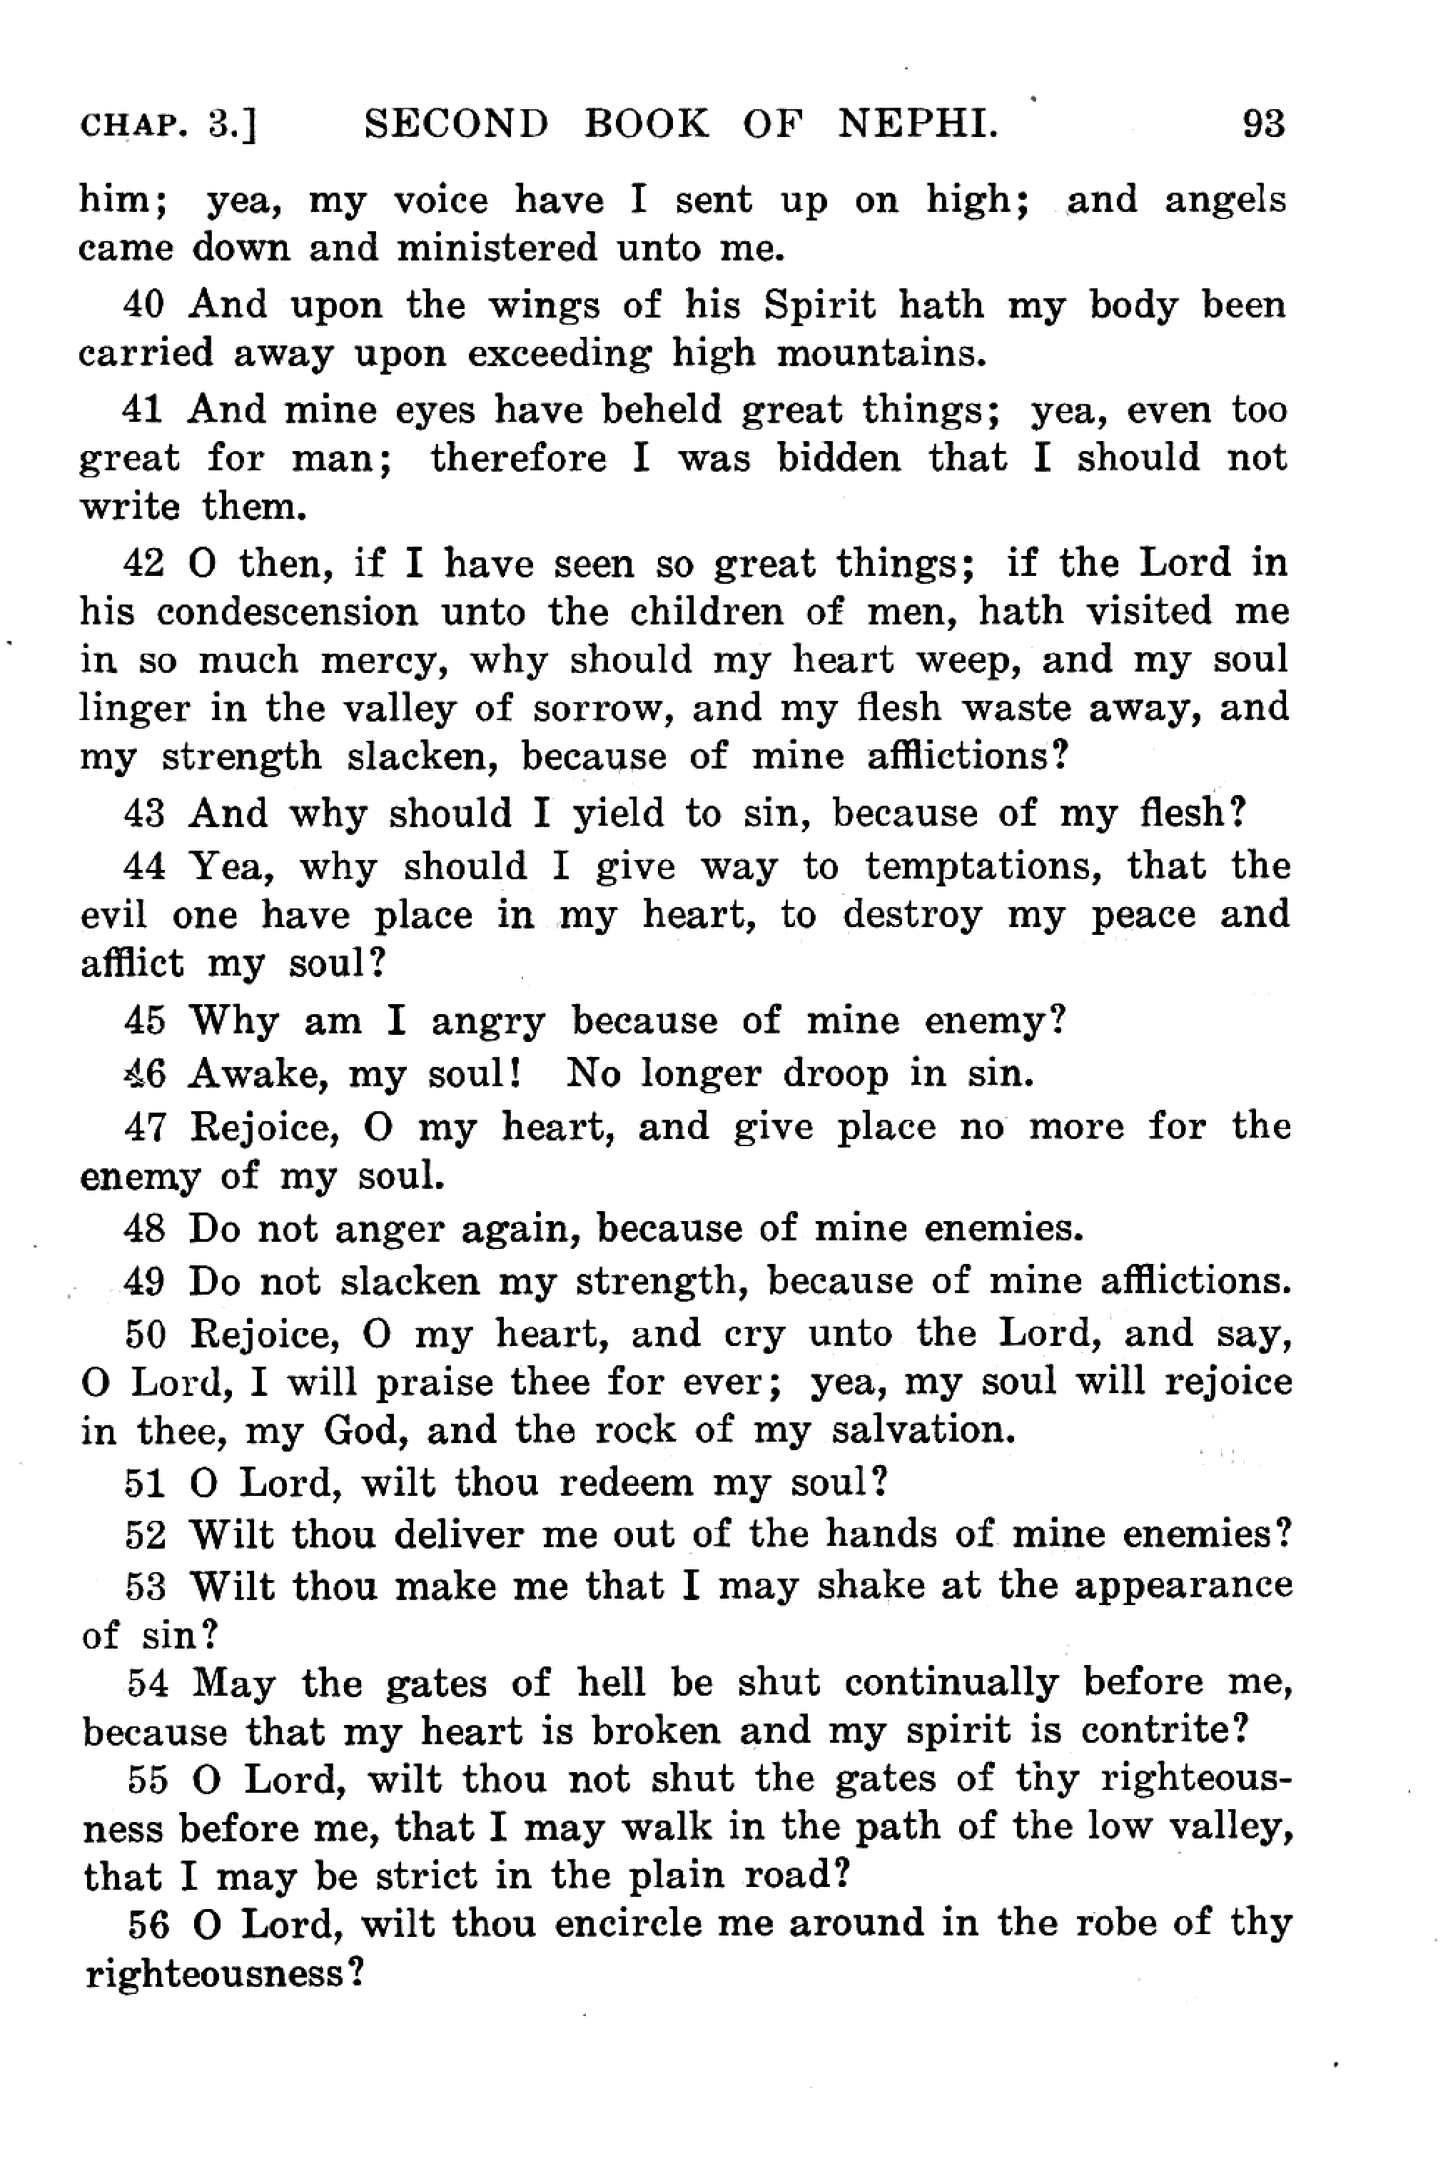 CHAP. 3.] SECOND BOOK OF NEPHI. 93
him; yea, my voice have I sent up on high; and angels
came down and ministered unto me.
40 And upon the wings of his Spirit hath my body been
carried away upon exceeding high mountains.
41 And mine eyes have beheld great things; yea, even too
great for man; therefore I was bidden that I should not
write them.
42 O then, if I have seen so great things; if the Lord in
his condescension unto the children of men, hath visited me
in so much mercy, why should my heart weep, and my soul
linger in the valley of sorrow, and my flesh waste away, and
my strength slacken, because of mine afflictions?
43 And why should I yield to sin, because of my flesh?
44 Yea, why should I give way to temptations, that the
evil one have place in my heart, to destroy my peace and
afflict my soul?
45 Why am I angry because of mine enemy?
46 Awake, my soul! No longer droop in sin.
47 Rejoice, O my heart, and give place no more for the
enemy of my soul.
48 Do not anger again, because of mine enemies.
49 Do not slacken my strength, because of mine afflictions.
50 Rejoice, O my heart, and cry unto the Lord, and say,
O Lord, I will praise thee for ever; yea, my soul will rejoice
in thee, my God, and the rock of my salvation.
51 O Lord, wilt thou redeem my soul?
52 Wilt thou deliver me out of the hands of mine enemies?
53 Wilt thou make me that I may shake at the appearance
of sin?
54 May the gates of hell be shut continually before me,
because that my heart is broken and my spirit is contrite?
55 O Lord, wilt thou not shut the gates of thy righteous-
ness before me, that I may walk in the path of the low valley,
that I may be strict in the plain road?
56 O Lord, wilt thou encircle me around in the robe of thy
righteousness?